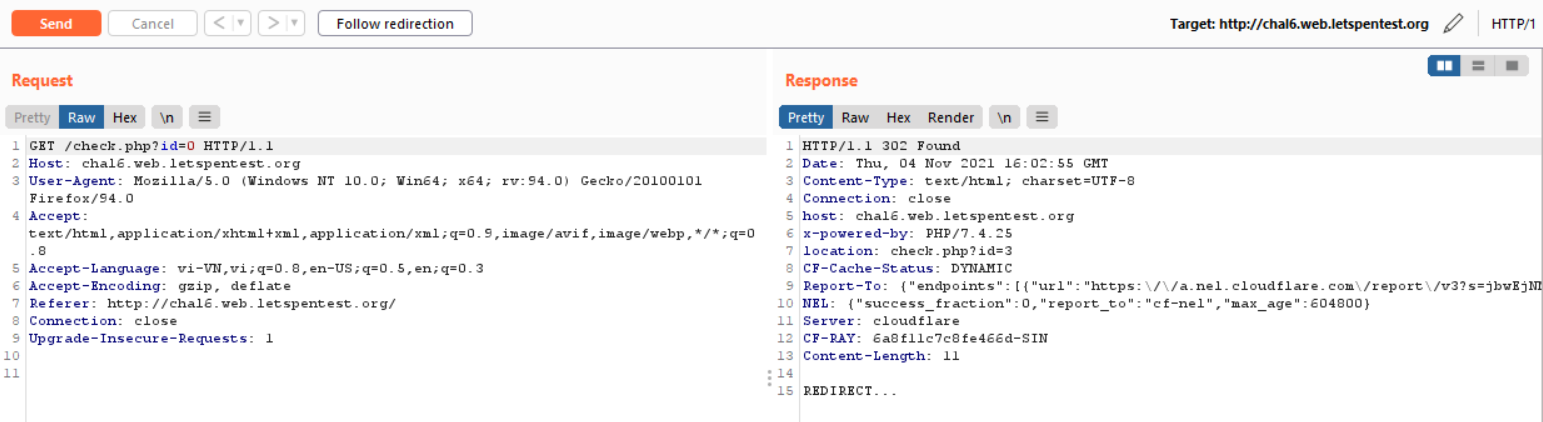 Send Cancel < > Follow redirection Target: http://chal6.web.letspentest.org HTTP/1
Request
Pretty Raw Hex \n
1 GET /check.php?id=0 HTTP/1.1
2 Host: chal6.web.letspentest.org
3 User-Agent: Mozilla/5.0 (Windows NT 10.0; Win64; x64; rv:94.0) Gecko/20100101
Firefox/94.0
4 Accept:
text/html,application/xhtml+xml,application/xml;q=0.9,image/avif,image/webp,*/*;q=0
.8
5 Accept-Language: vi-VN,vi;q=0.8,en-US;q=0.5,en;q=0.3
6 Accept-Encoding: gzip, deflate
7 Referer: http://chal6.web.letspentest.org/
8 Connection: close
9 Upgrade-Insecure-Requests: 1
10
11
Response
Pretty Raw Hex Render \n
1 HTTP/1.1 302 Found
2 Date: Thu, 04 Nov 2021 16:02:55 GMT
3 Content-Type: text/html; charset=UTF-8
4 Connection: close
5 host: chal6.web.letspentest.org
6 x-powered-by: PHP/7.4.25
7 location: check.php?id=3
8 CF-Cache-Status: DYNAMIC
9 Report-To: {"endpoints":[{"url":"https:\/\/a.nel.cloudflare.com\/report\/v3?s=jbwEjN
10 NEL: {"success_fraction":0,"report_to":"cf-nel","max_age":604800}
11 Server: cloudflare
12 CF-RAY: 6a8f11c7c8fe466d-SIN
13 Content-Length: 11
14
15 REDIRECT...